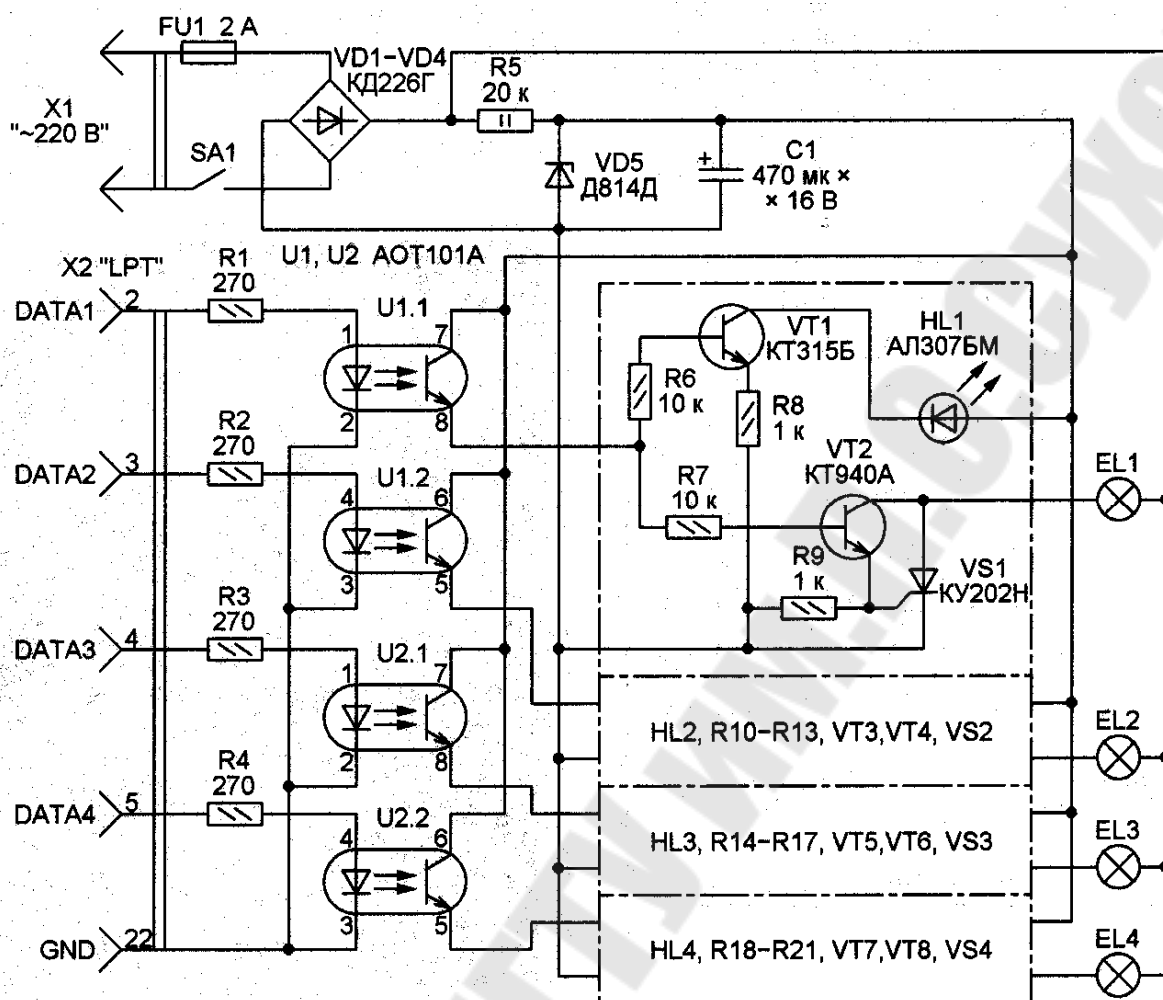 FU1 2 А
VD1–VD4
КД226Г
R5
20 к
X1
"~220 В"
SA1
VD5
Д814Д
+
C1
470 мк ×
× 16 В
U1, U2 АОТ101А
X2 "LPT"
R1
270
DATA1
2
U1.1
1
7
2
8
VT1
КТ315Б
HL1
АЛ307БМ
R6
10 к
R8
1 к
R2
270
DATA2
3
U1.2
4
6
3
5
R7
10 к
VT2
КТ940А
EL1
R9
1 к
VS1
КУ202Н
R3
270
DATA3
4
U2.1
1
7
2
8
HL2, R10–R13, VT3,VT4, VS2
EL2
R4
270
DATA4
5
U2.2
4
6
3
5
HL3, R14–R17, VT5,VT6, VS3
EL3
GND
22
HL4, R18–R21, VT7,VT8, VS4
EL4